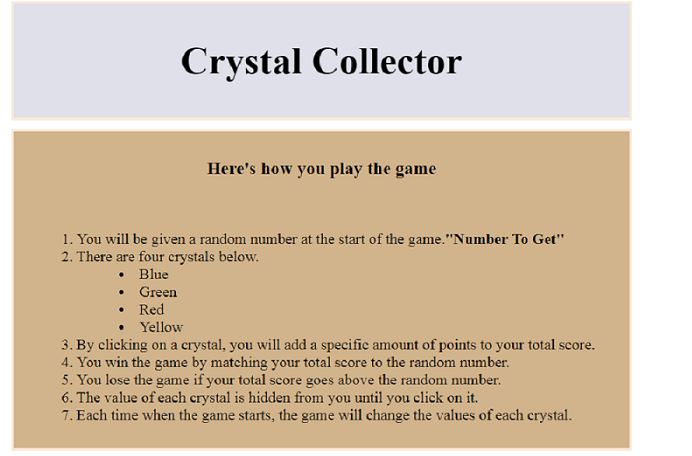 Crystal Collector
Here's how you play the game
1. You will be given a random number at the start of the game."Number To Get"
2. There are four crystals below.
• Blue
• Green
• Red
• Yellow
3. By clicking on a crystal, you will add a specific amount of points to your total score.
4. You win the game by matching your total score to the random number.
5. You lose the game if your total score goes above the random number.
6. The value of each crystal is hidden from you until you click on it.
7. Each time when the game starts, the game will change the values of each crystal.